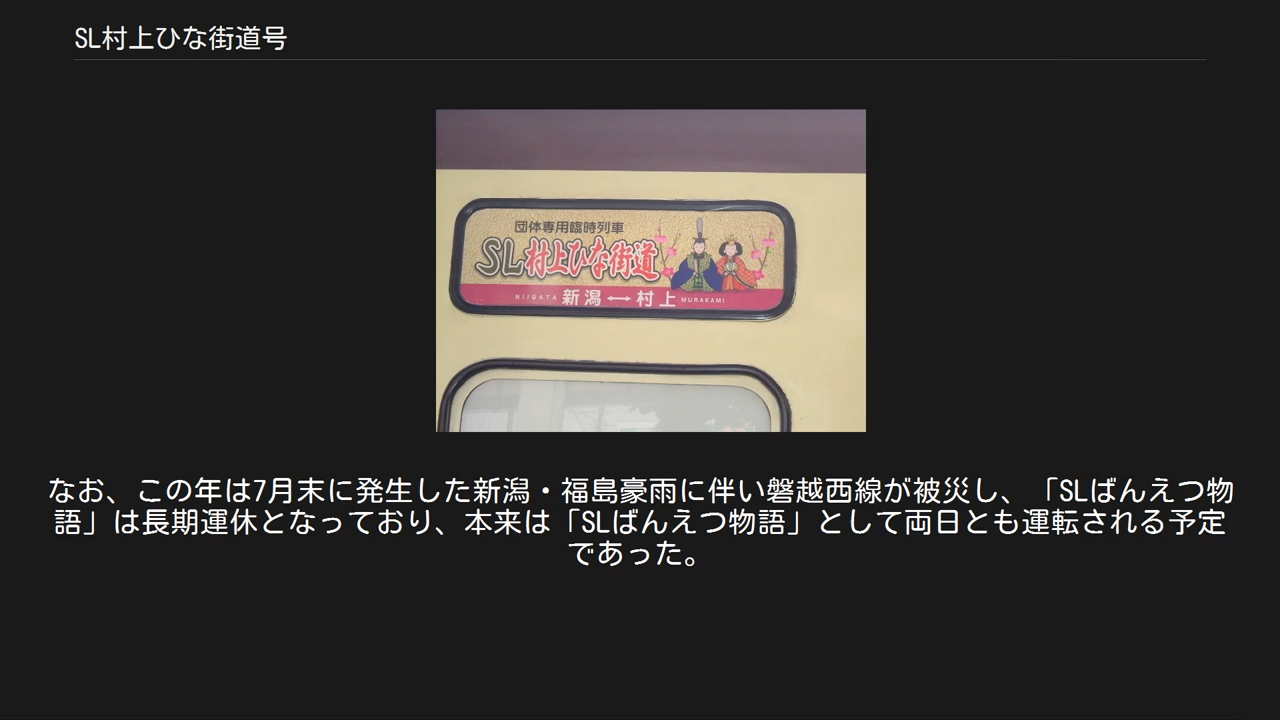 SL村上ひな街道号
団体専用臨時列車
SL村上ひな街道
NIIGATA 新潟 ↔ 村上 MURAKAMI
なお、この年は7月末に発生した新潟・福島豪雨に伴い磐越西線が被災し、「SLばんえつ物
語」は長期運休となっており、本来は「SLばんえつ物語」として両日とも運転される予定
であった。